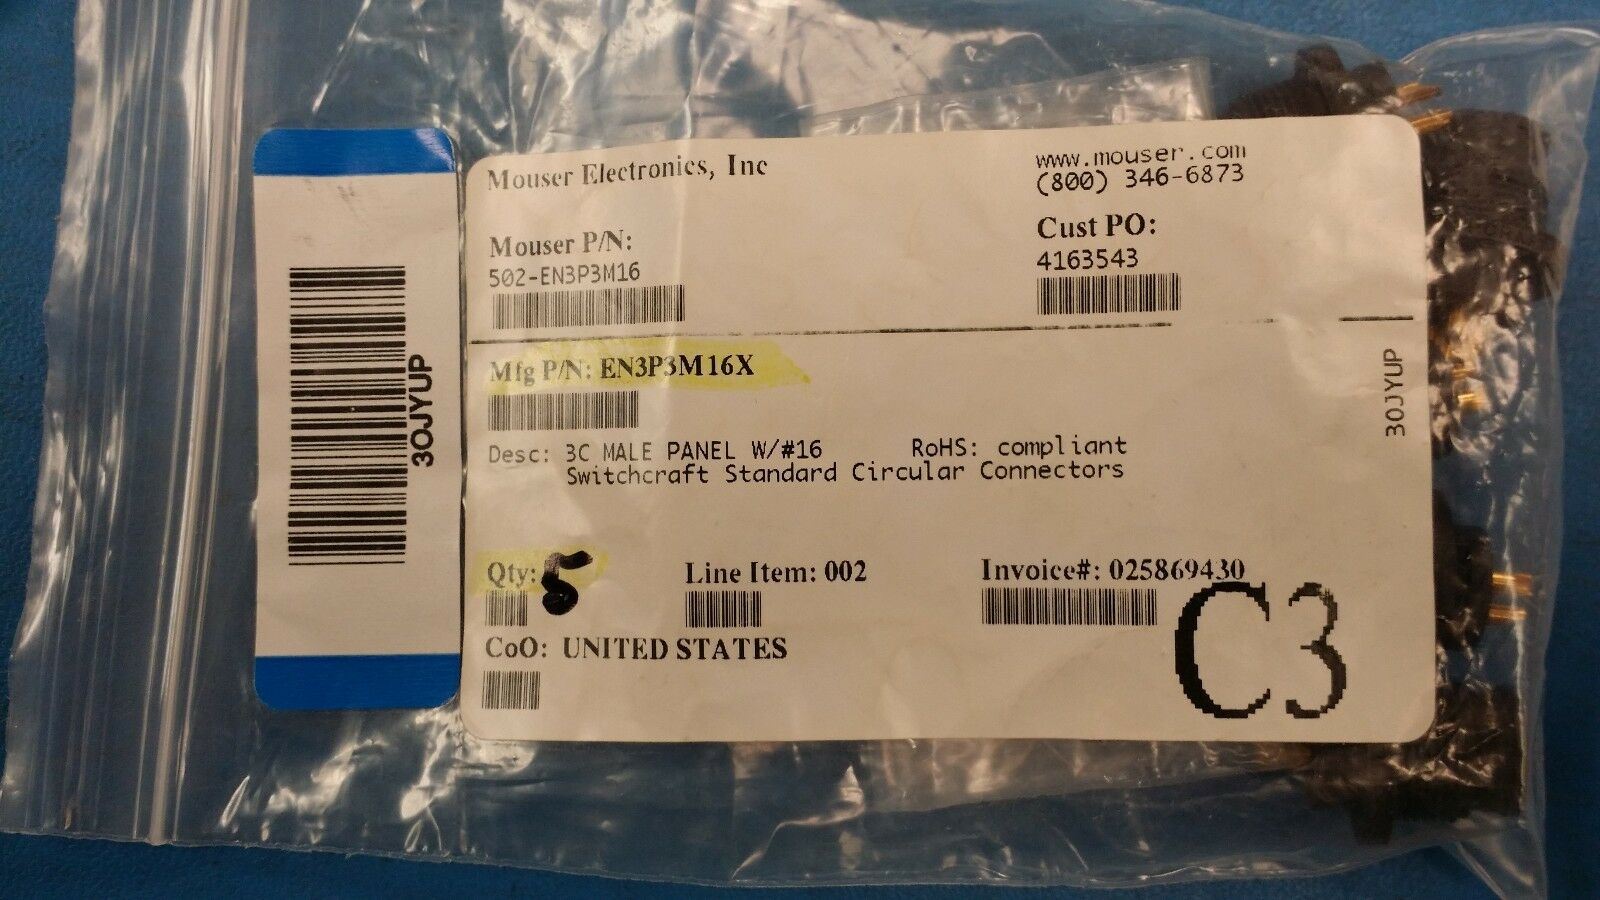 Mouser Electronics, Inc
www.mouser.com
(800) 346-6873
Mouser P/N:
502-EN3P3M16
Cust PO:
4163543
Mfg P/N: EN3P3M16X
Desc: 3C MALE PANEL W/#16 RoHS: compliant
Switchcraft Standard Circular Connectors
Qty: 5
Line Item: 002
Invoice#: 025869430
CoO: UNITED STATES
C3
30JYUP
30JYUP